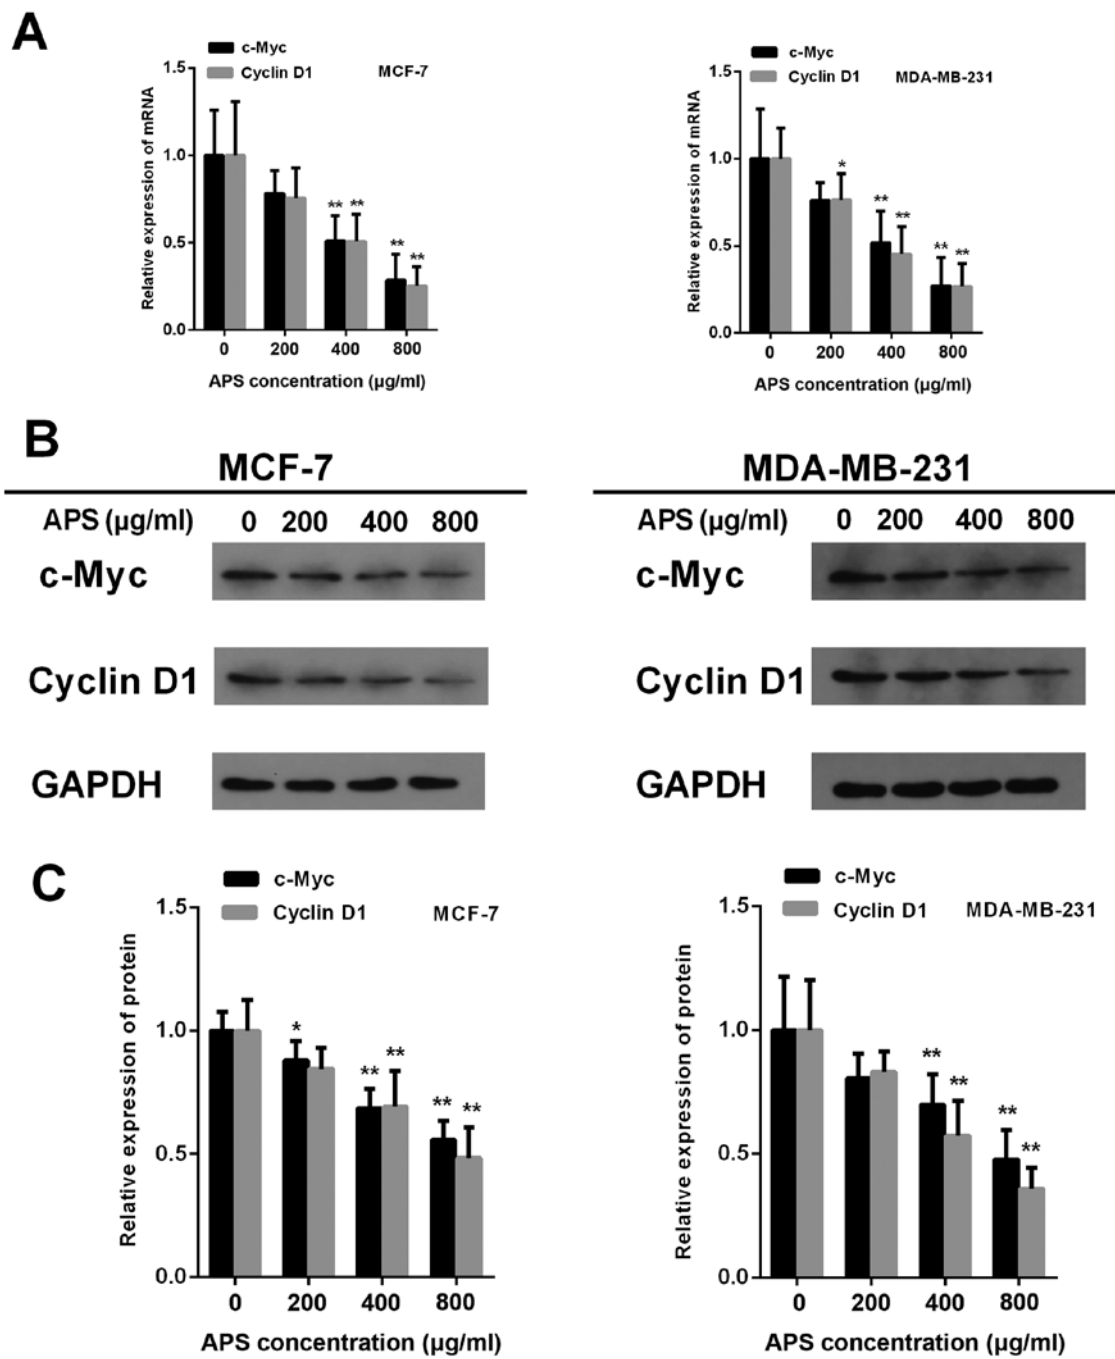 A
c-Myc
Cyclin D1
MCF-7
1.5
1.0
0.5
0.0
Relative expression of mRNA
** ** ** **
0 200 400 800
APS concentration (µg/ml)
c-Myc
Cyclin D1
MDA-MB-231
1.5
1.0
0.5
0.0
Relative expression of mRNA
* ** ** ** **
0 200 400 800
APS concentration (µg/ml)
B
MCF-7
APS (µg/ml) 0 200 400 800
c-Myc
Cyclin D1
GAPDH
MDA-MB-231
APS (µg/ml) 0 200 400 800
c-Myc
Cyclin D1
GAPDH
C
c-Myc
Cyclin D1
MCF-7
1.5
1.0
0.5
0.0
Relative expression of protein
* ** ** ** **
0 200 400 800
APS concentration (µg/ml)
c-Myc
Cyclin D1
MDA-MB-231
1.5
1.0
0.5
0.0
Relative expression of protein
** ** ** **
0 200 400 800
APS concentration (µg/ml)